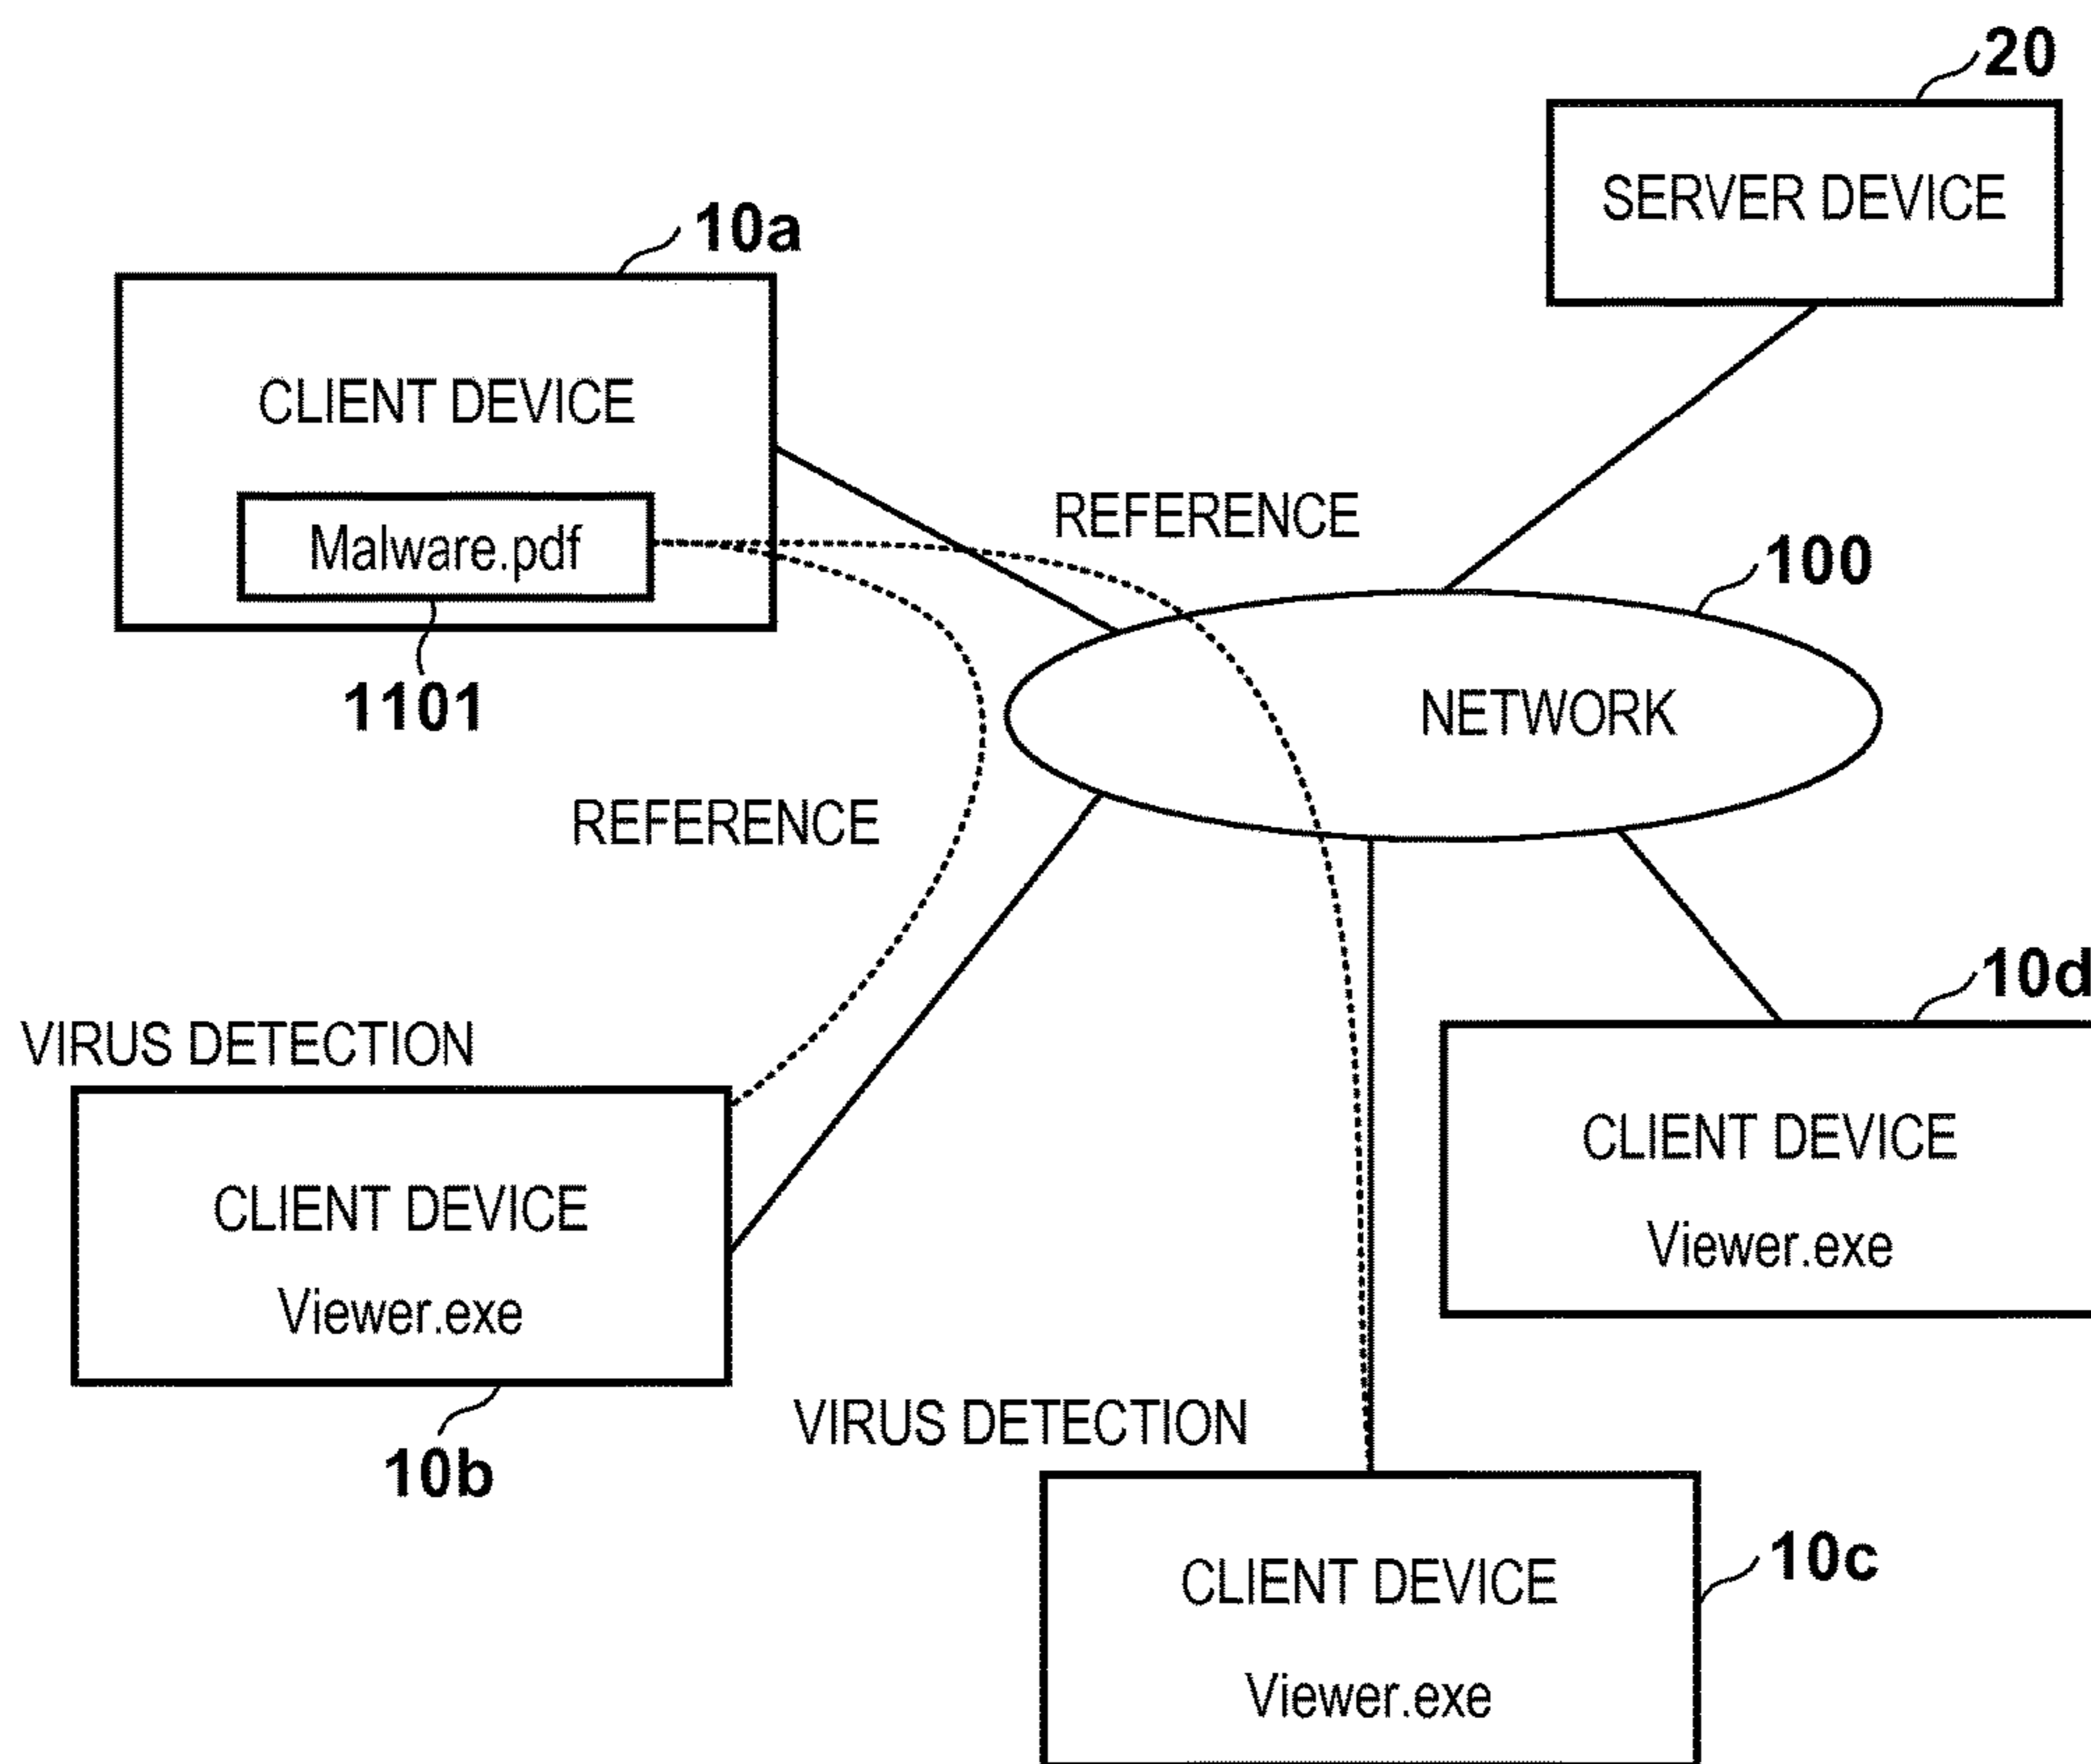 20
SERVER DEVICE
10a
CLIENT DEVICE
Malware.pdf
1101
REFERENCE
100
NETWORK
REFERENCE
10d
CLIENT DEVICE
Viewer.exe
VIRUS DETECTION
CLIENT DEVICE
Viewer.exe
10b
VIRUS DETECTION
10c
CLIENT DEVICE
Viewer.exe